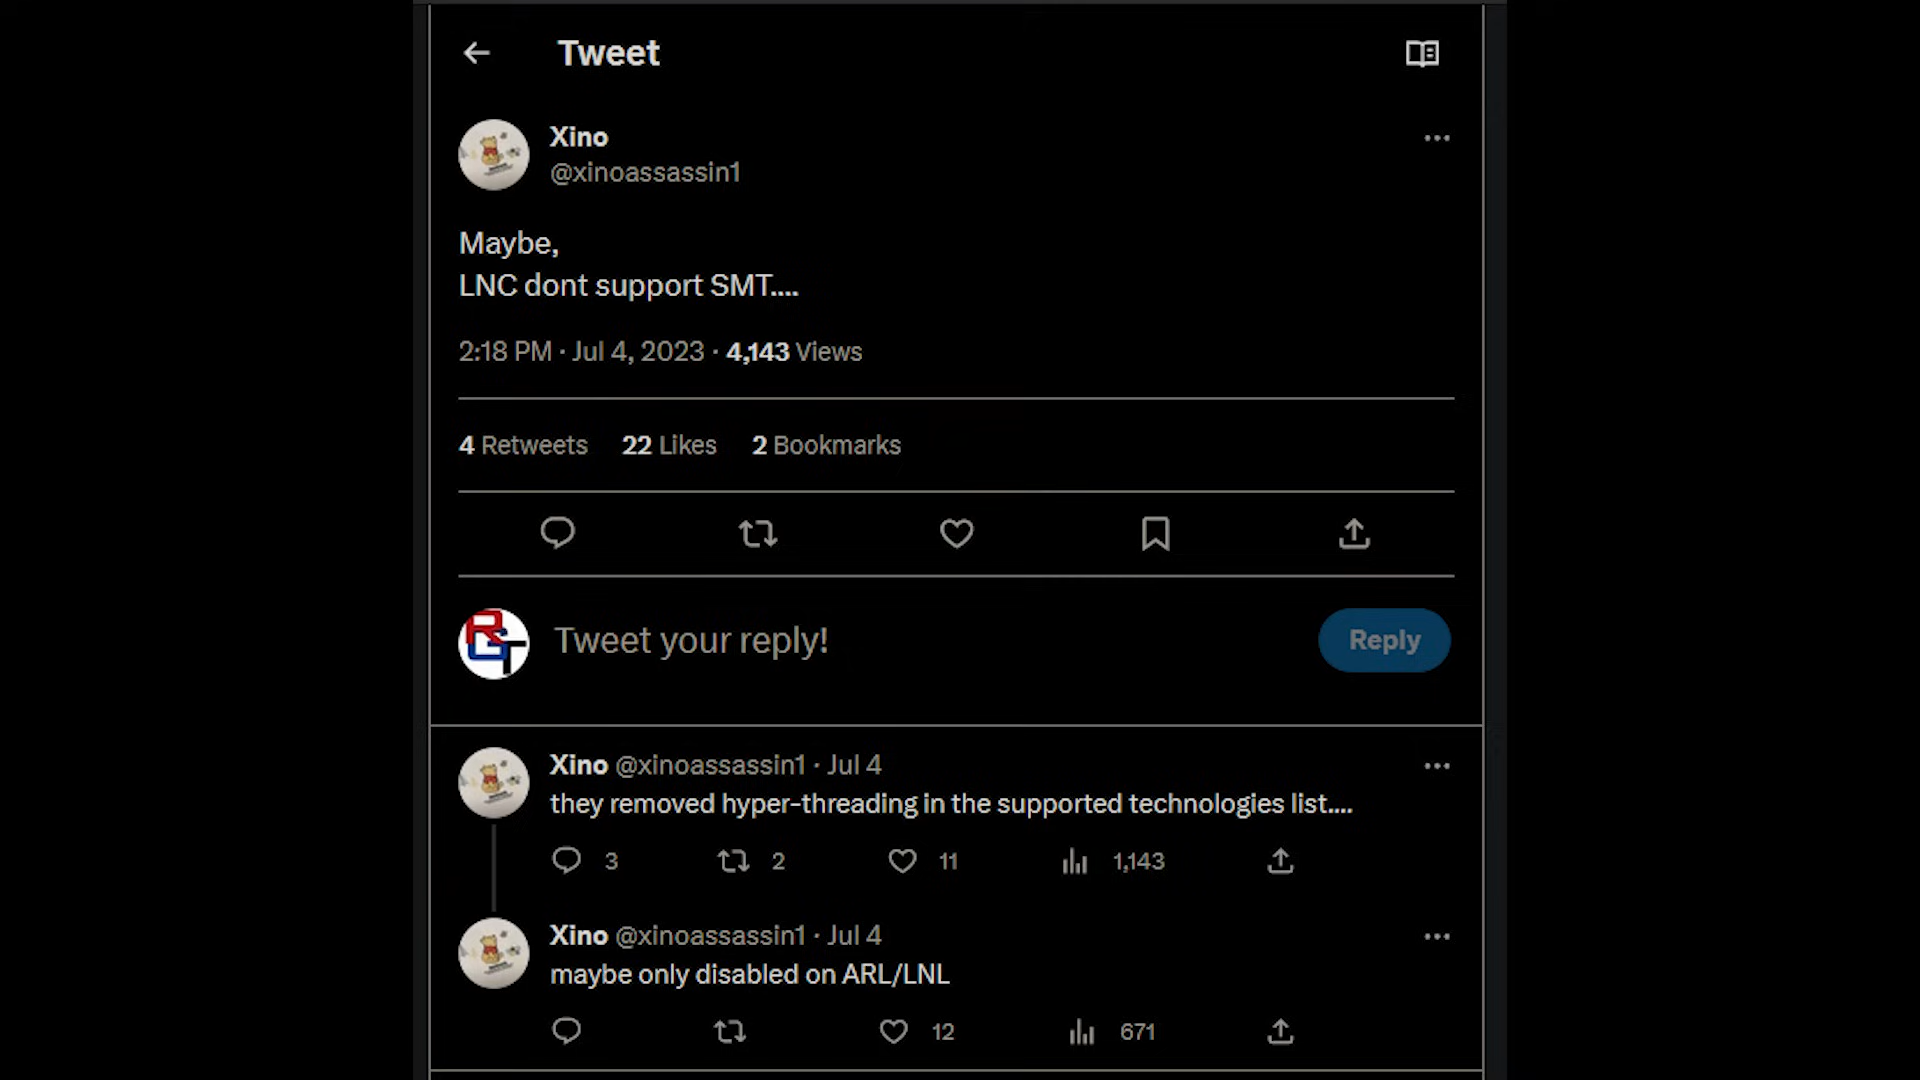 Tweet
Xino
@xinoassassin1
Maybe,
LNC dont support SMT....
2:18 PM · Jul 4, 2023 · 4,143 Views
4 Retweets 22 Likes 2 Bookmarks
RGT
Tweet your reply!
Reply
Xino @xinoassassin1 · Jul 4
they removed hyper-threading in the supported technologies list....
3 2 11 1,143
Xino @xinoassassin1 · Jul 4
maybe only disabled on ARL/LNL
12 671